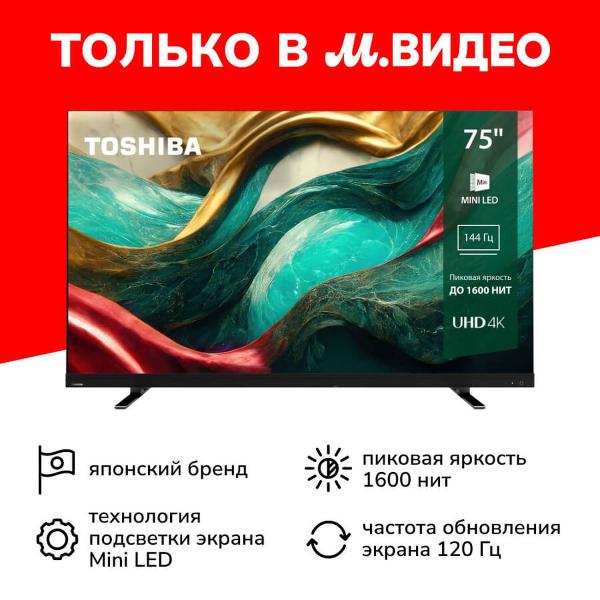 ТОЛЬКО В М.ВИДЕО
TOSHIBA
75"
Mini
MINI LED
144 Гц
Пиковая яркость
ДО 1600 НИТ
UHD 4K
японский бренд
пиковая яркость
1600 нит
технология
подсветки экрана
Mini LED
частота обновления
экрана 120 Гц